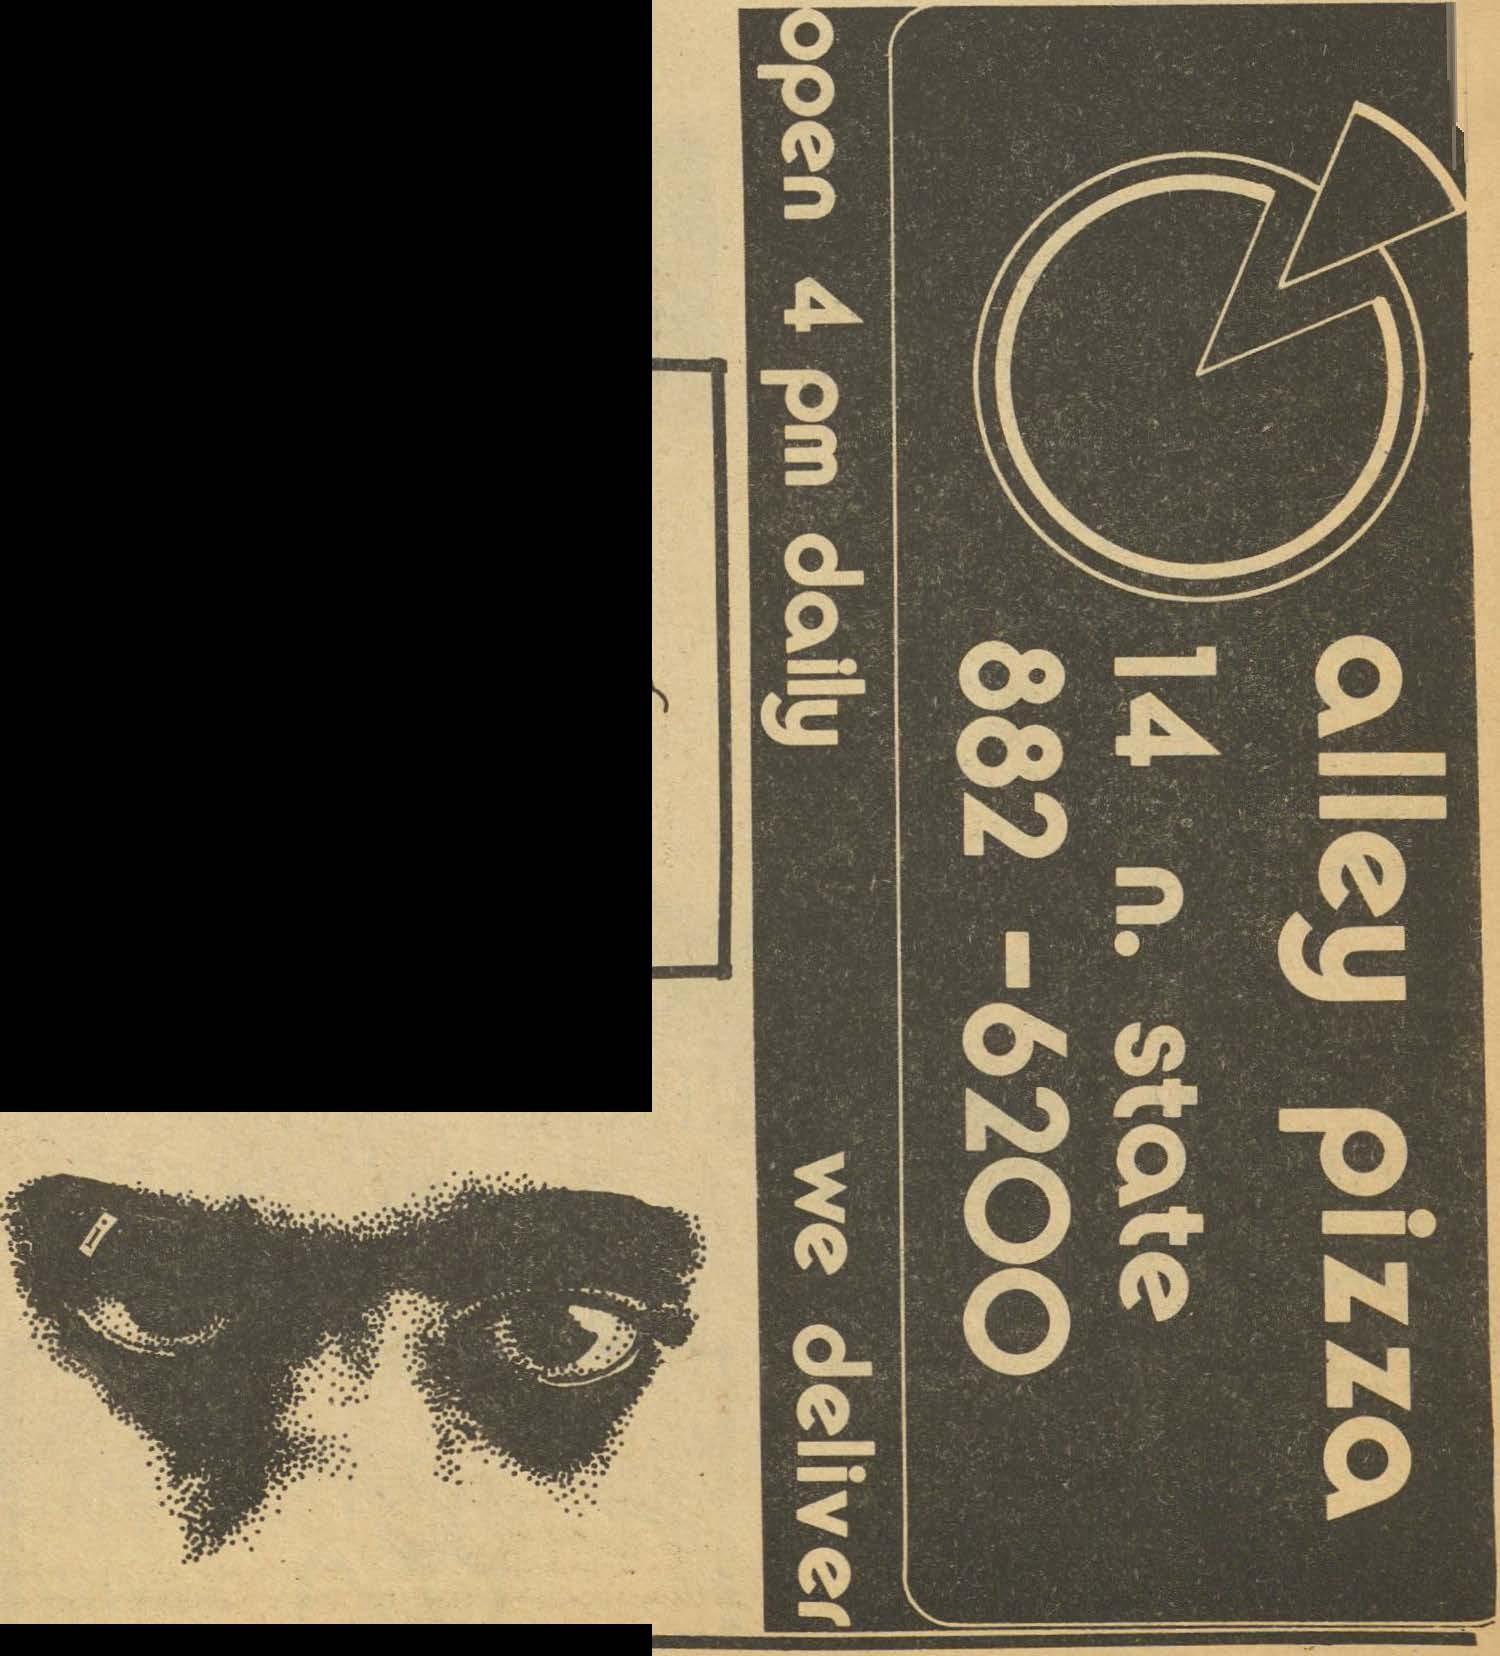 alley pizza
14 n. state
882-6200
open 4 pm daily we deliver